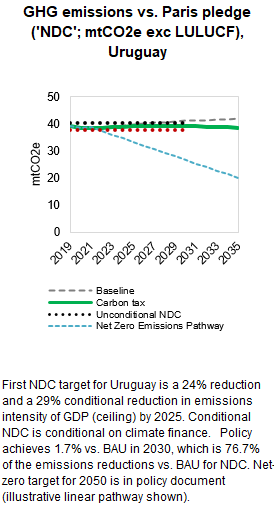 GHG emissions vs. Paris pledge
('NDC'; mtCO2e exc LULUCF),
Uruguay
50
40
30
20
10
0
mtCO2e
2019
2021
2023
2025
2027
2029
2031
2033
2035
Baseline
Carbon tax
Unconditional NDC
Net Zero Emissions Pathway
First NDC target for Uruguay is a 24% reduction
and a 29% conditional reduction in emissions
intensity of GDP (ceiling) by 2025. Conditional
NDC is conditional on climate finance. Policy
achieves 1.7% vs. BAU in 2030, which is 76.7%
of the emissions reductions vs. BAU for NDC. Net-
zero target for 2050 is in policy document
(illustrative linear pathway shown).